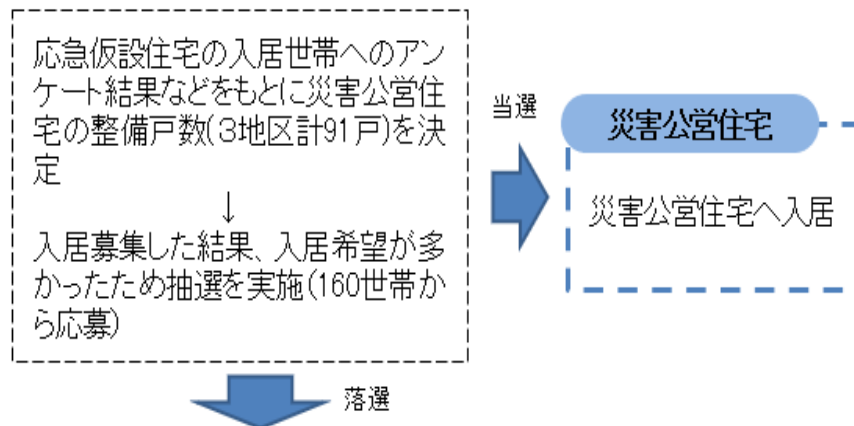 応急仮設住宅の入居世帯へのアン
ケート結果などをもとに災害公営住
宅の整備戸数(3地区計91戸)を決
定
↓
入居募集した結果、入居希望が多
かったため抽選を実施(160世帯か
ら応募)
当選
災害公営住宅
災害公営住宅へ入居
落選